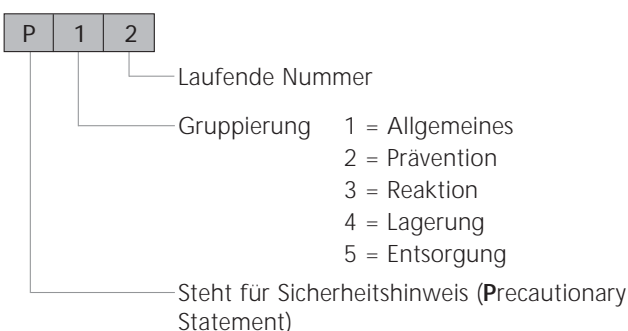 P 1 2
Laufende Nummer
Gruppierung 1 = Allgemeines
2 = Prävention
3 = Reaktion
4 = Lagerung
5 = Entsorgung
Steht für Sicherheitshinweis (Precautionary
Statement)